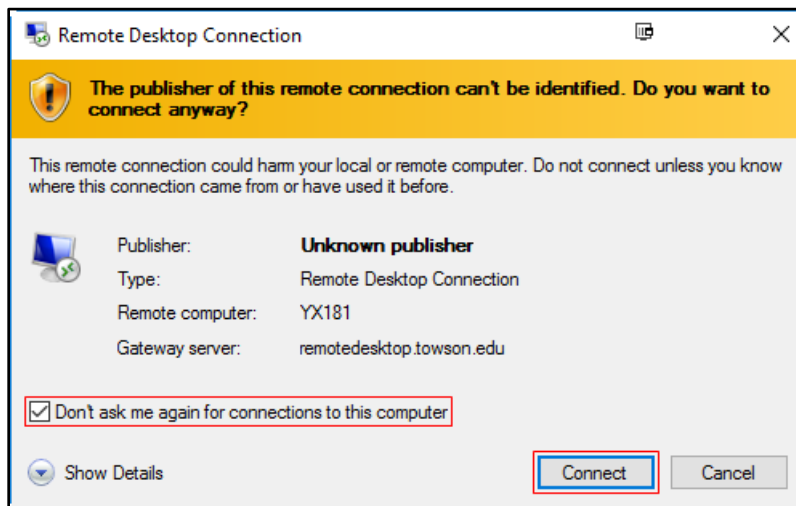 Remote Desktop Connection
The publisher of this remote connection can't be identified. Do you want to
connect anyway?
This remote connection could harm your local or remote computer. Do not connect unless you know
where this connection came from or have used it before.
Publisher: Unknown publisher
Type: Remote Desktop Connection
Remote computer: YX181
Gateway server: remotedesktop.towson.edu
Don't ask me again for connections to this computer
Show Details Connect Cancel